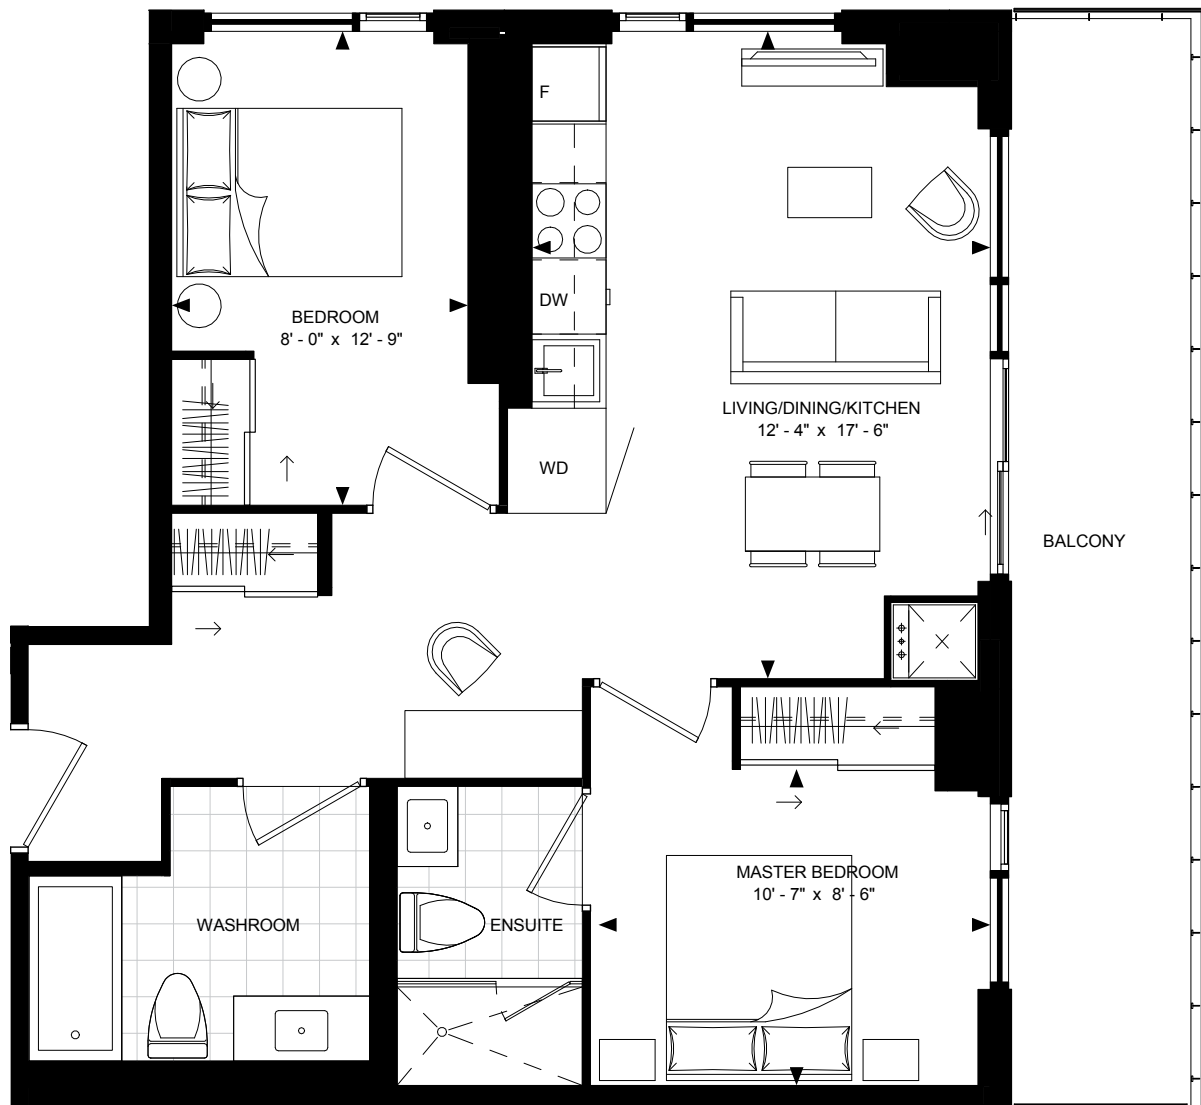 F
DW
BEDROOM
8' - 0" x 12' - 9"
LIVING/DINING/KITCHEN
12' - 4" x 17' - 6"
WD
BALCONY
MASTER BEDROOM
10' - 7" x 8' - 6"
WASHROOM
ENSUITE